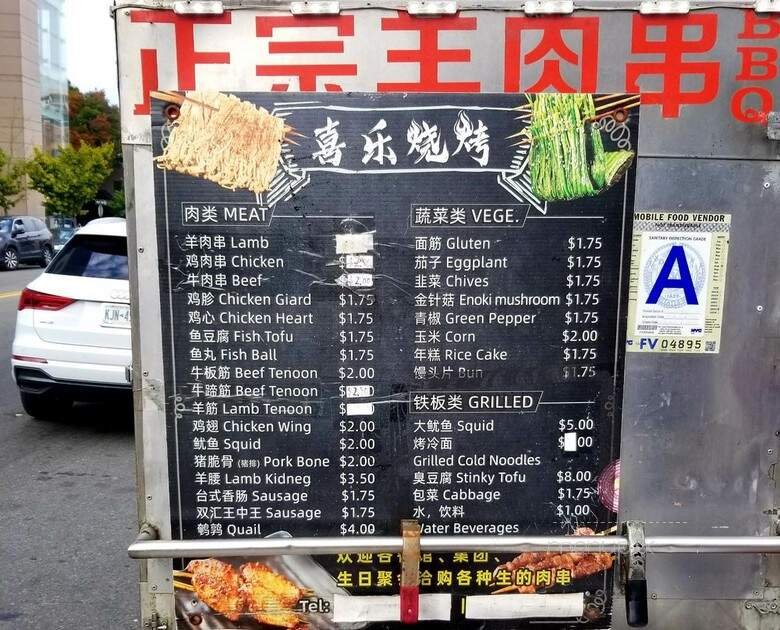 正宗羊肉串 BBQ
喜乐烧烤
肉类 MEAT
羊肉串 Lamb
鸡肉串 Chicken
牛肉串 Beef
鸡胗 Chicken Giard $1.75
鸡心 Chicken Heart $1.75
鱼豆腐 Fish Tofu $1.75
鱼丸 Fish Ball $1.75
牛板筋 Beef Tenoon $2.00
牛蹄筋 Beef Tenoon
羊筋 Lamb Tenoon
鸡翅 Chicken Wing $2.00
鱿鱼 Squid $2.00
猪脆骨 (猪排) Pork Bone $2.00
羊腰 Lamb Kidneg $3.50
台式香肠 Sausage $1.75
双汇王中王 Sausage $1.75
鹌鹑 Quail $4.00
蔬菜类 VEGE.
面筋 Gluten $1.75
茄子 Eggplant $1.75
韭菜 Chives $1.75
金针菇 Enoki mushroom $1.75
青椒 Green Pepper $1.75
玉米 Corn $2.00
年糕 Rice Cake $1.75
馒头片 Bun $1.75
铁板类 GRILLED
大鱿鱼 Squid $5.00
烤冷面 $ 00
Grilled Cold Noodles
臭豆腐 Stinky Tofu $8.00
包菜 Cabbage $1.75
水，饮料 $1.00
Water Beverages
欢迎各 、集团、
生日聚会 洽购各种生的肉串
Tel:
MOBILE FOOD VENDOR
SANITARY INSPECTION GRADE
A
FV 04895
KJN-4